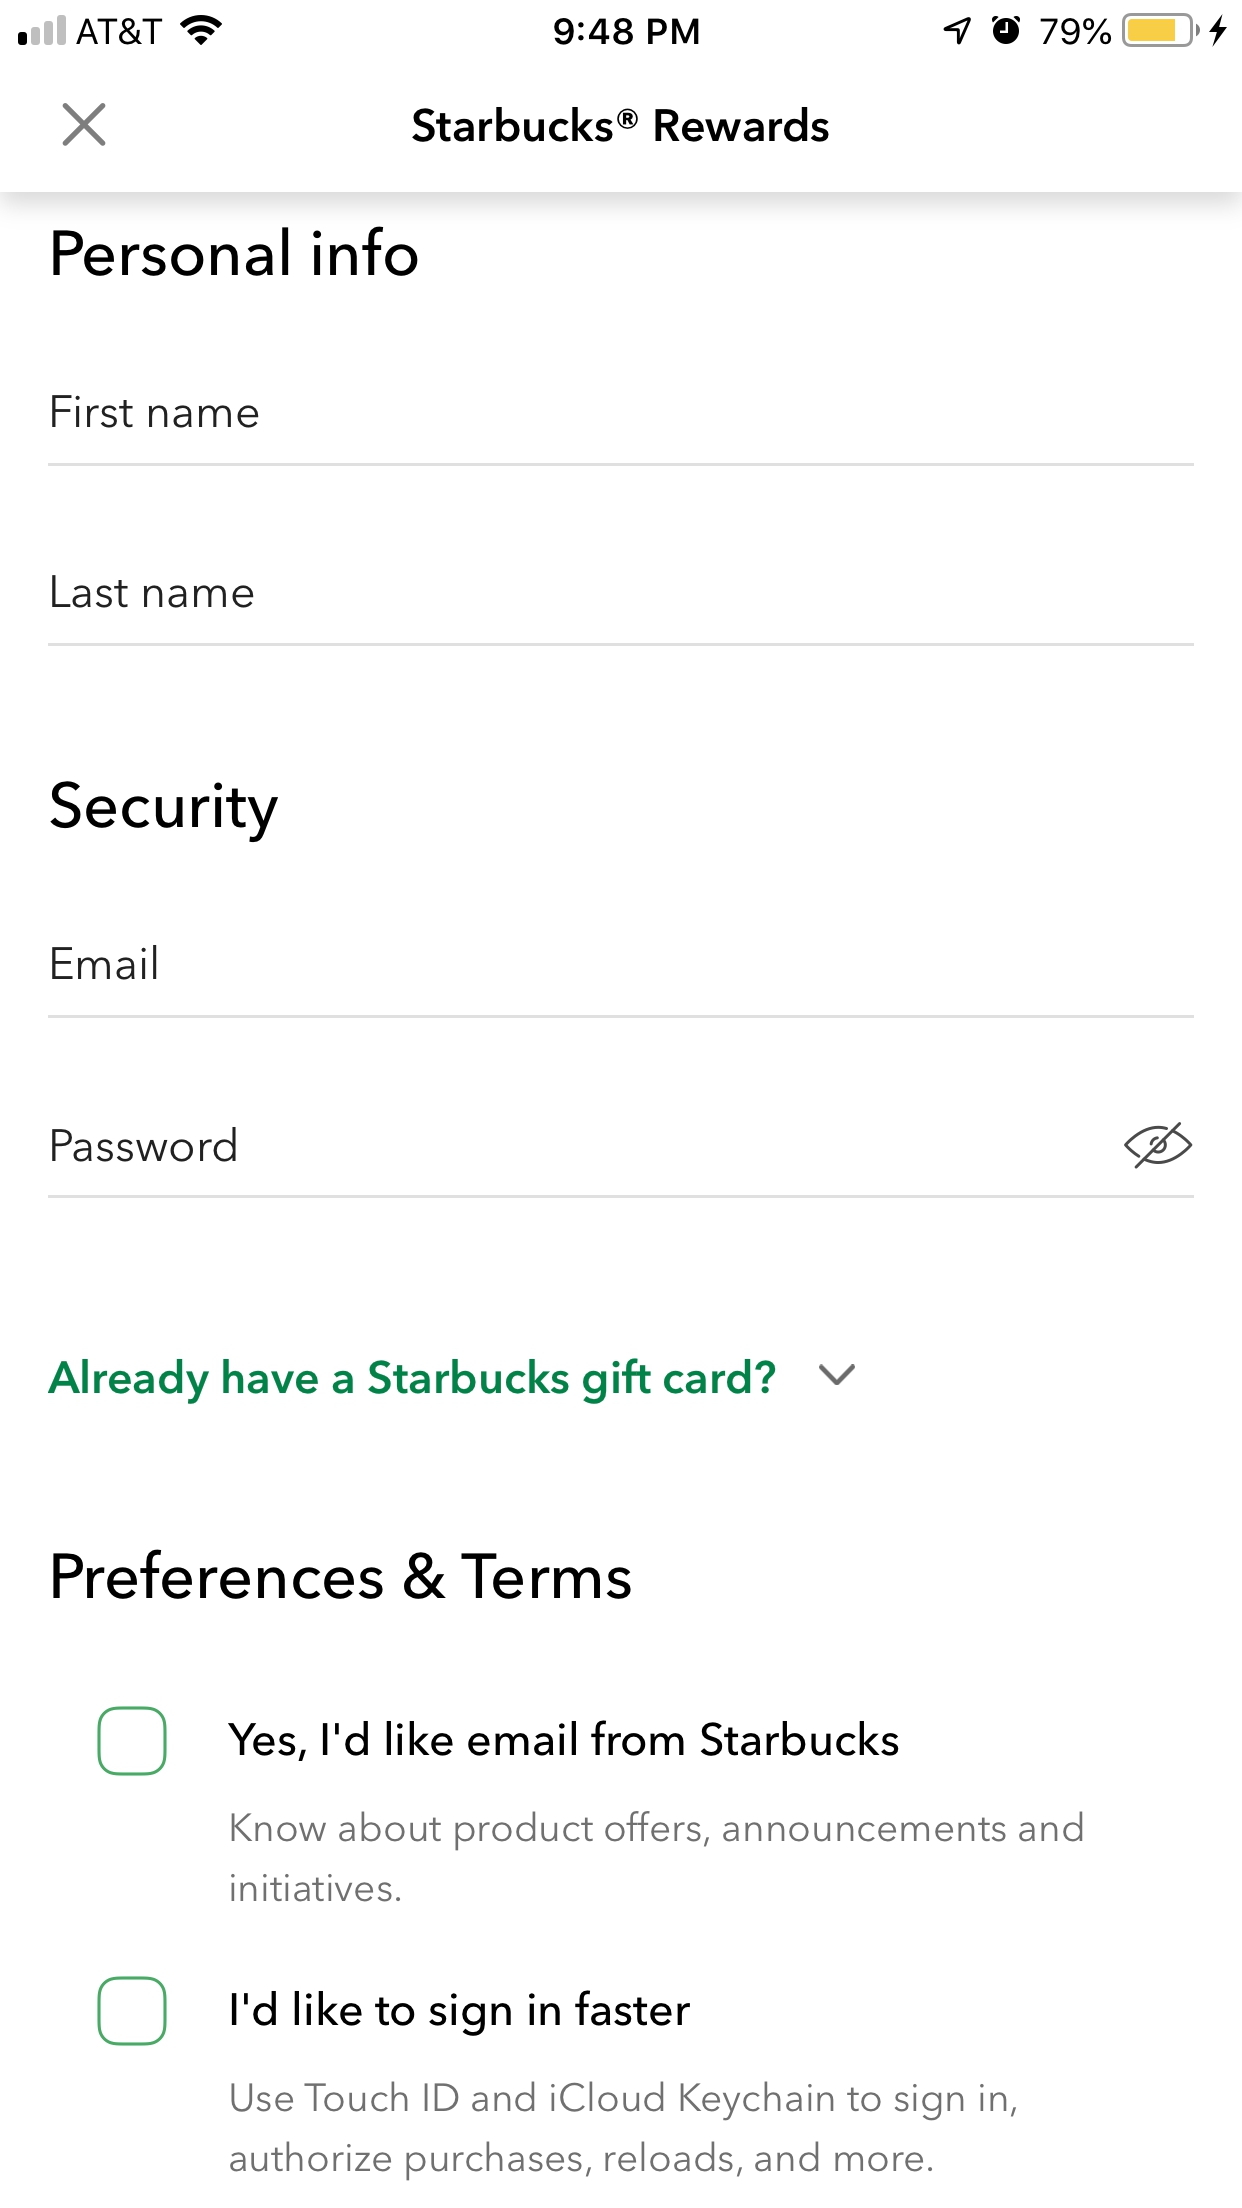 AT&T 9:48 PM 79%
Starbucks® Rewards
Personal info
First name
Last name
Security
Email
Password
Already have a Starbucks gift card?
Preferences & Terms
Yes, I'd like email from Starbucks
Know about product offers, announcements and
initiatives.
I'd like to sign in faster
Use Touch ID and iCloud Keychain to sign in,
authorize purchases, reloads, and more.